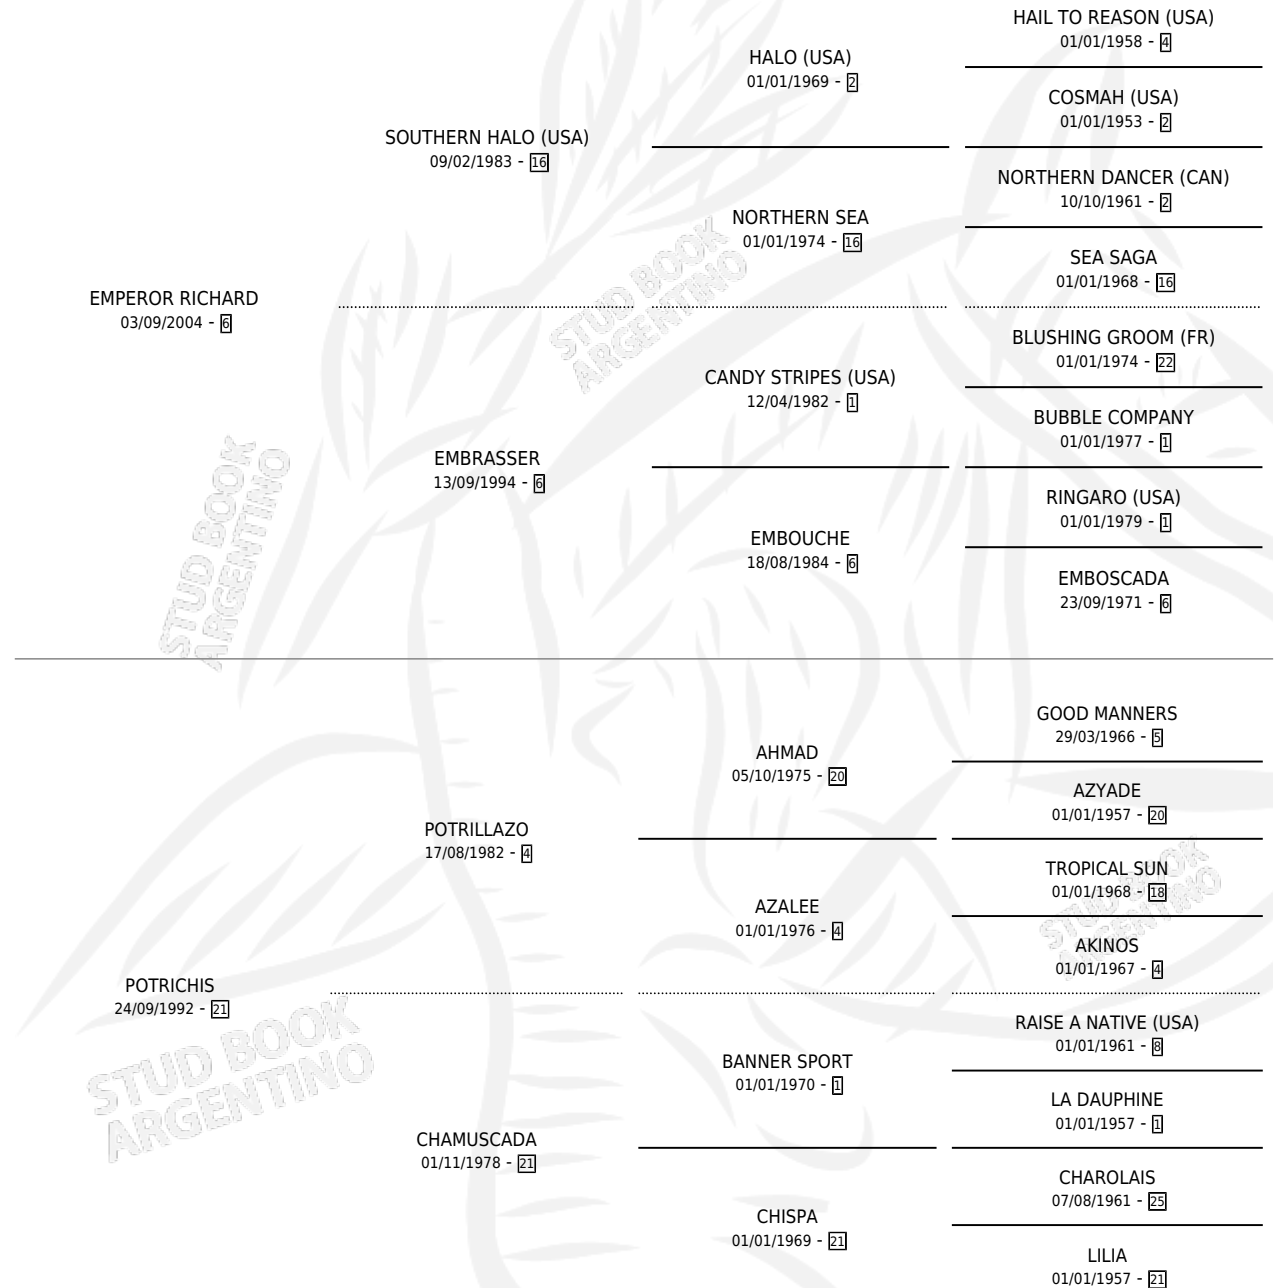 HAIL TO REASON (USA)
01/01/1958 - 4
HALO (USA)
01/01/1969 - 2
COSMAH (USA)
01/01/1953 - 2
SOUTHERN HALO (USA)
09/02/1983 - 16
NORTHERN DANCER (CAN)
10/10/1961 - 2
NORTHERN SEA
01/01/1974 - 16
SEA SAGA
01/01/1968 - 16
EMPEROR RICHARD
03/09/2004 - 6
BLUSHING GROOM (FR)
01/01/1974 - 22
CANDY STRIPES (USA)
12/04/1982 - 1
BUBBLE COMPANY
01/01/1977 - 1
EMBRASSER
13/09/1994 - 6
RINGARO (USA)
01/01/1979 - 1
EMBOUCHE
18/08/1984 - 6
EMBOSCADA
23/09/1971 - 6
STUD BOOK
ARGENTINO
STUD BOOK
ARGENTINO
GOOD MANNERS
29/03/1966 - 5
AHMAD
05/10/1975 - 20
AZYADE
01/01/1957 - 20
POTRILLAZO
17/08/1982 - 4
TROPICAL SUN
01/01/1968 - 18
AZALEE
01/01/1976 - 4
AKINOS
01/01/1967 - 4
STUD BOOK
ARGENTINO
POTRICHIS
24/09/1992 - 21
RAISE A NATIVE (USA)
01/01/1961 - 8
BANNER SPORT
01/01/1970 - 1
LA DAUPHINE
01/01/1957 - 1
STUD BOOK
ARGENTINO
CHAMUSCADA
01/11/1978 - 21
CHAROLAIS
07/08/1961 - 25
CHISPA
01/01/1969 - 21
LILIA
01/01/1957 - 21